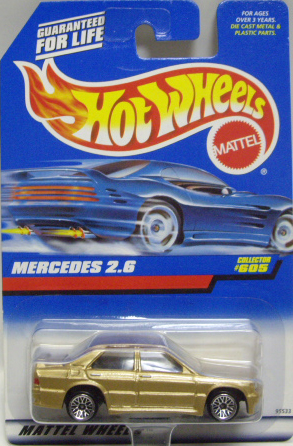 GUARANTEED
FOR LIFE
FOR AGES
OVER 3 YEARS.
DIE CAST METAL &
PLASTIC PARTS.
Hot Wheels
MATTEL
®
MERCEDES 2.6
COLLECTOR
#605
MATTEL WHEE